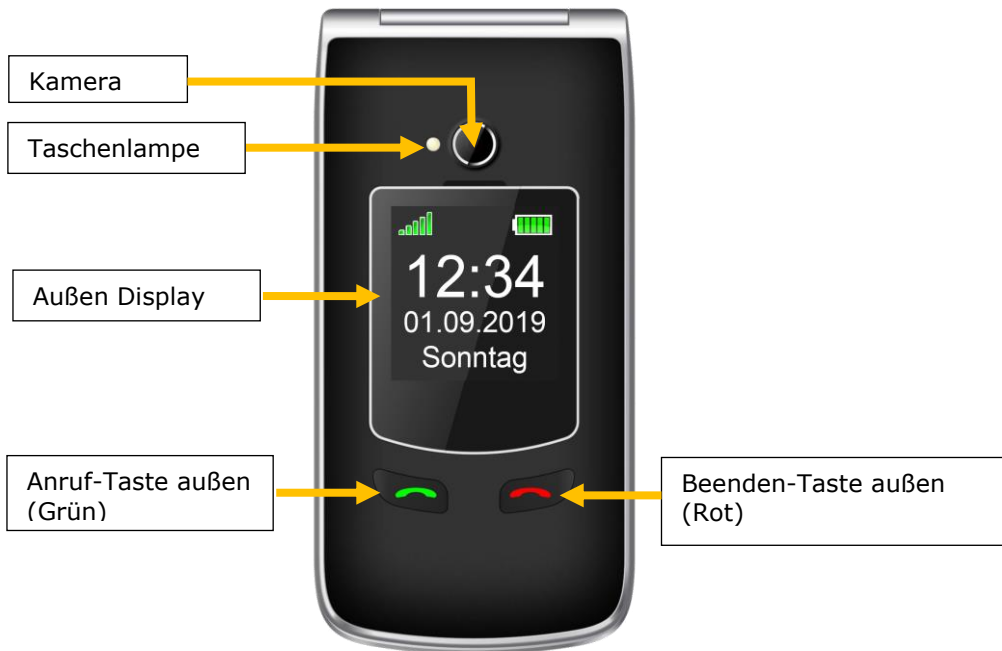 Kamera
Taschenlampe
Außen Display
12:34
01.09.2019
Sonntag
Anruf-Taste außen
(Grün)
Beenden-Taste außen
(Rot)